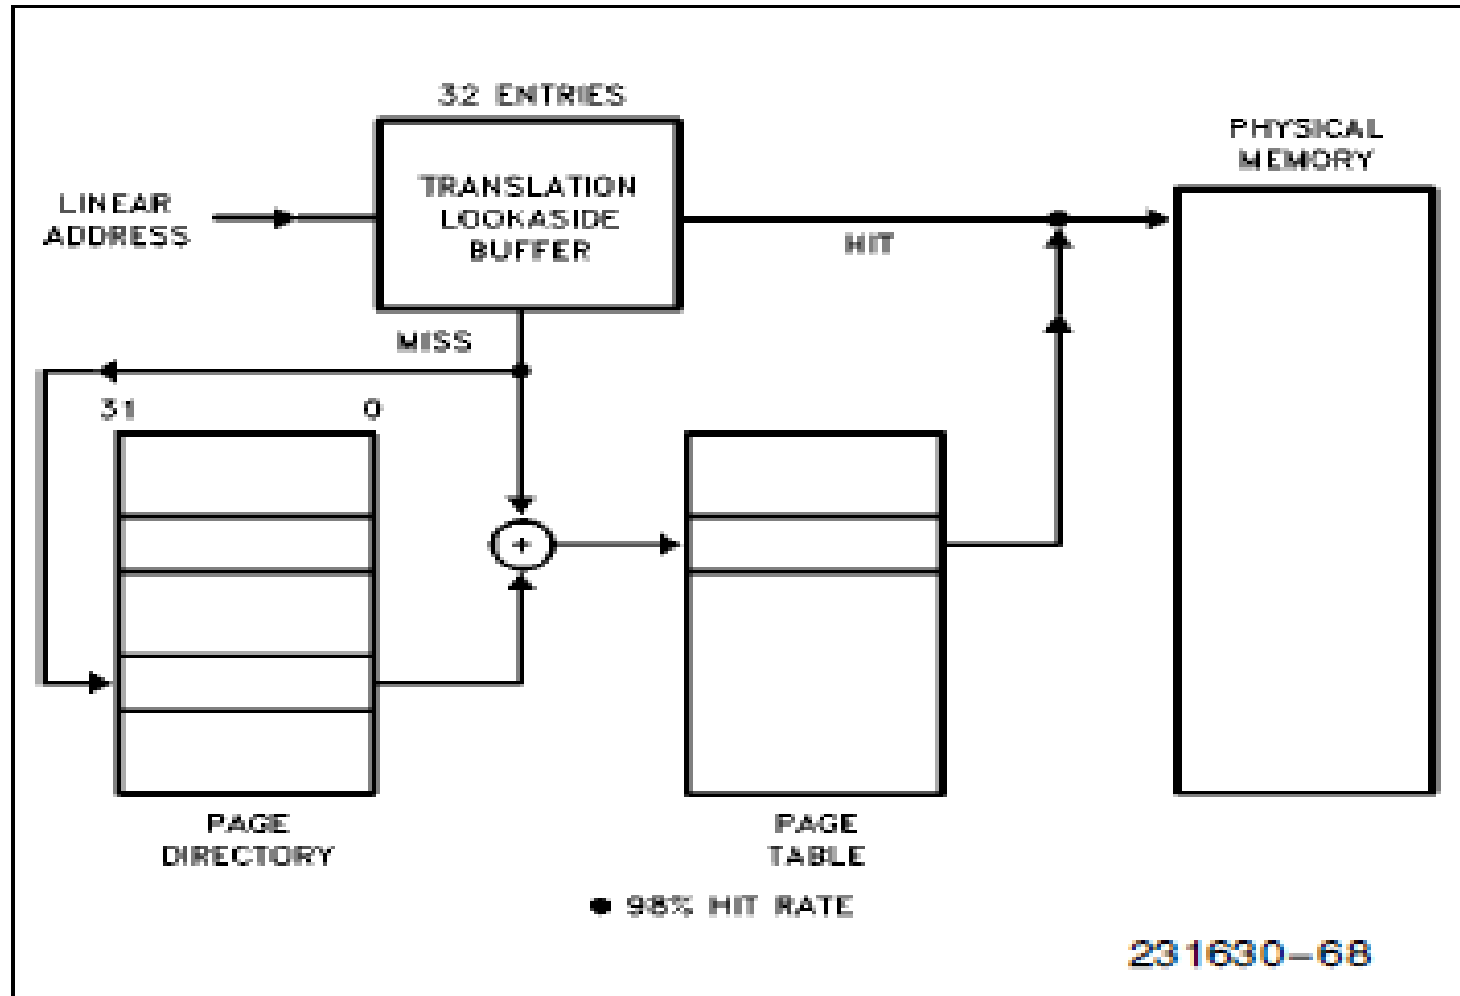 32 ENTRIES
PHYSICAL
MEMORY
TRANSLATION
LOOKASIDE
BUFFER
LINEAR
ADDRESS
HIT
MISS
31
0
+
PAGE
DIRECTORY
PAGE
TABLE
● 98% HIT RATE
231630-68